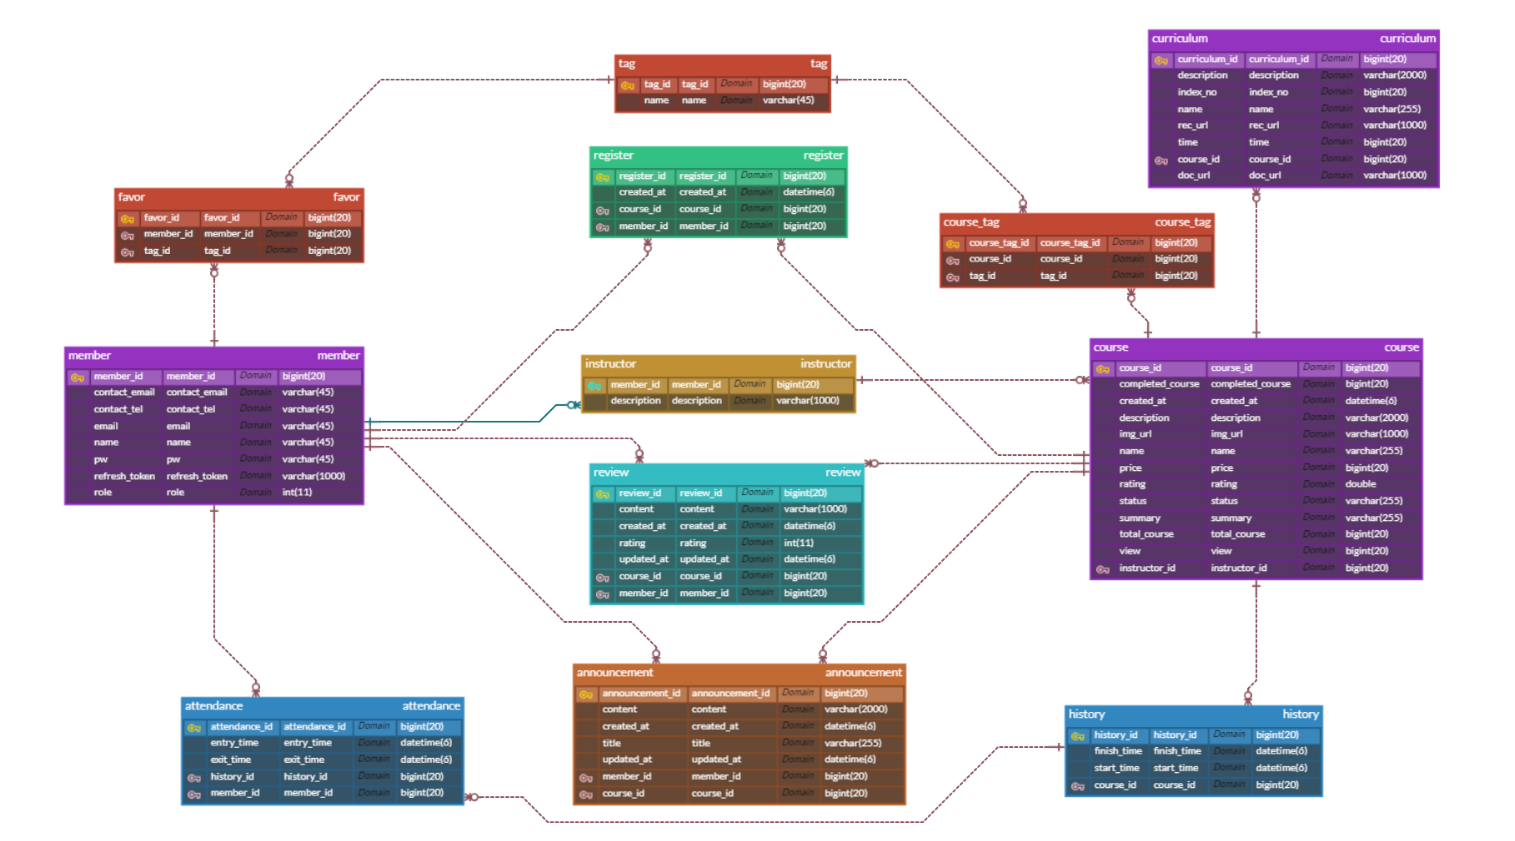 curriculum curriculum
curriculum_id curriculum_id Domain bigint(20)
description description Domain varchar(2000)
index_no index_no Domain bigint(20)
name name Domain varchar(255)
rec_url rec_url Domain varchar(1000)
time time Domain bigint(20)
course_id course_id Domain bigint(20)
doc_url doc_url Domain varchar(1000)
tag tag
tag_id tag_id Domain bigint(20)
name name Domain varchar(45)
register register
register_id register_id Domain bigint(20)
created_at created_at Domain datetime(6)
course_id course_id Domain bigint(20)
member_id member_id Domain bigint(20)
favor favor
favor_id favor_id Domain bigint(20)
member_id member_id Domain bigint(20)
tag_id tag_id Domain bigint(20)
course_tag course_tag
course_tag_id course_tag_id Domain bigint(20)
course_id course_id Domain bigint(20)
tag_id tag_id Domain bigint(20)
member member
member_id member_id Domain bigint(20)
contact_email contact_email Domain varchar(45)
contact_tel contact_tel Domain varchar(45)
email email Domain varchar(45)
name name Domain varchar(45)
pw pw Domain varchar(45)
refresh_token refresh_token Domain varchar(1000)
role role Domain int(11)
instructor instructor
member_id member_id Domain bigint(20)
description description Domain varchar(1000)
course course
course_id course_id Domain bigint(20)
completed_course completed_course Domain bigint(20)
created_at created_at Domain datetime(6)
description description Domain varchar(2000)
img_url img_url Domain varchar(1000)
name name Domain varchar(255)
price price Domain bigint(20)
rating rating Domain double
status status Domain varchar(255)
summary summary Domain varchar(255)
total_course total_course Domain bigint(20)
view view Domain bigint(20)
instructor_id instructor_id Domain bigint(20)
review review
review_id review_id Domain bigint(20)
content content Domain varchar(1000)
created_at created_at Domain datetime(6)
rating rating Domain int(11)
updated_at updated_at Domain datetime(6)
course_id course_id Domain bigint(20)
member_id member_id Domain bigint(20)
announcement announcement
announcement_id announcement_id Domain bigint(20)
content content Domain varchar(2000)
created_at created_at Domain datetime(6)
title title Domain varchar(255)
updated_at updated_at Domain datetime(6)
member_id member_id Domain bigint(20)
course_id course_id Domain bigint(20)
attendance attendance
attendance_id attendance_id Domain bigint(20)
entry_time entry_time Domain datetime(6)
exit_time exit_time Domain datetime(6)
history_id history_id Domain bigint(20)
member_id member_id Domain bigint(20)
history history
history_id history_id Domain bigint(20)
finish_time finish_time Domain datetime(6)
start_time start_time Domain datetime(6)
course_id course_id Domain bigint(20)